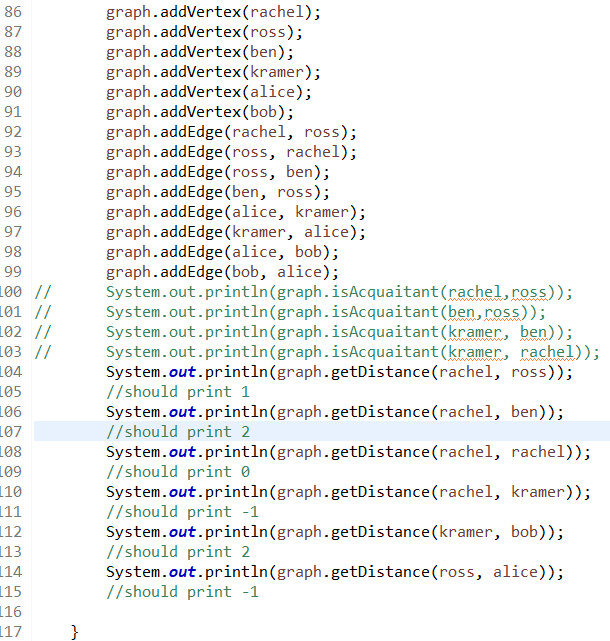 86 graph.addVertex(rachel);
87 graph.addVertex(ross);
88 graph.addVertex(ben);
89 graph.addVertex(kramer);
90 graph.addVertex(alice);
91 graph.addVertex(bob);
92 graph.addEdge(rachel, ross);
93 graph.addEdge(ross, rachel);
94 graph.addEdge(ross, ben);
95 graph.addEdge(ben, ross);
96 graph.addEdge(alice, kramer);
97 graph.addEdge(kramer, alice);
98 graph.addEdge(alice, bob);
99 graph.addEdge(bob, alice);
100 // System.out.println(graph.isAcquaitant(rachel,ross));
101 // System.out.println(graph.isAcquaitant(ben,ross));
102 // System.out.println(graph.isAcquaitant(kramer, ben));
103 // System.out.println(graph.isAcquaitant(kramer, rachel));
104 System.out.println(graph.getDistance(rachel, ross));
105 //should print 1
106 System.out.println(graph.getDistance(rachel, ben));
107 //should print 2
108 System.out.println(graph.getDistance(rachel, rachel));
109 //should print 0
110 System.out.println(graph.getDistance(rachel, kramer));
111 //should print -1
112 System.out.println(graph.getDistance(kramer, bob));
113 //should print 2
114 System.out.println(graph.getDistance(ross, alice));
115 //should print -1
116
117 }